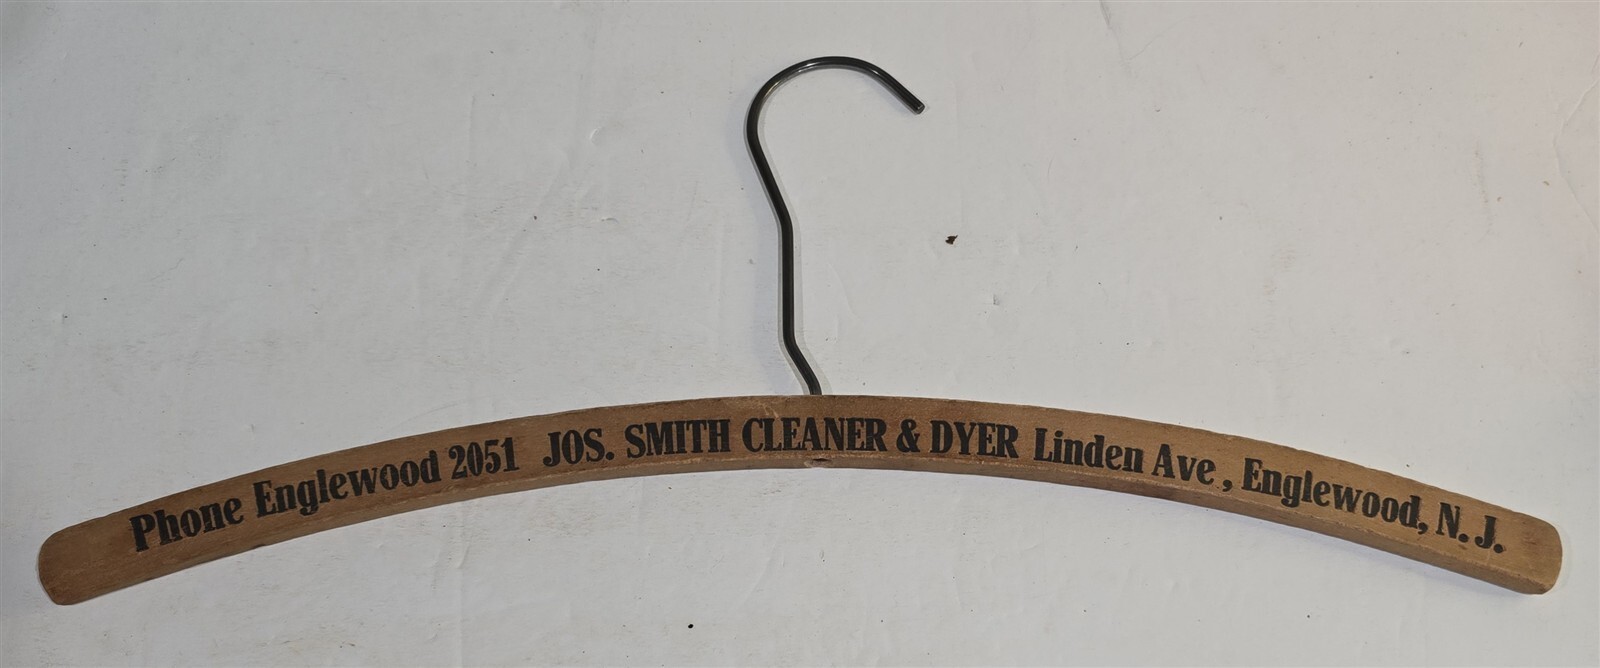 Phone Englewood 2051 JOS. SMITH CLEANER & DYER Linden Ave, Englewood, N. J.